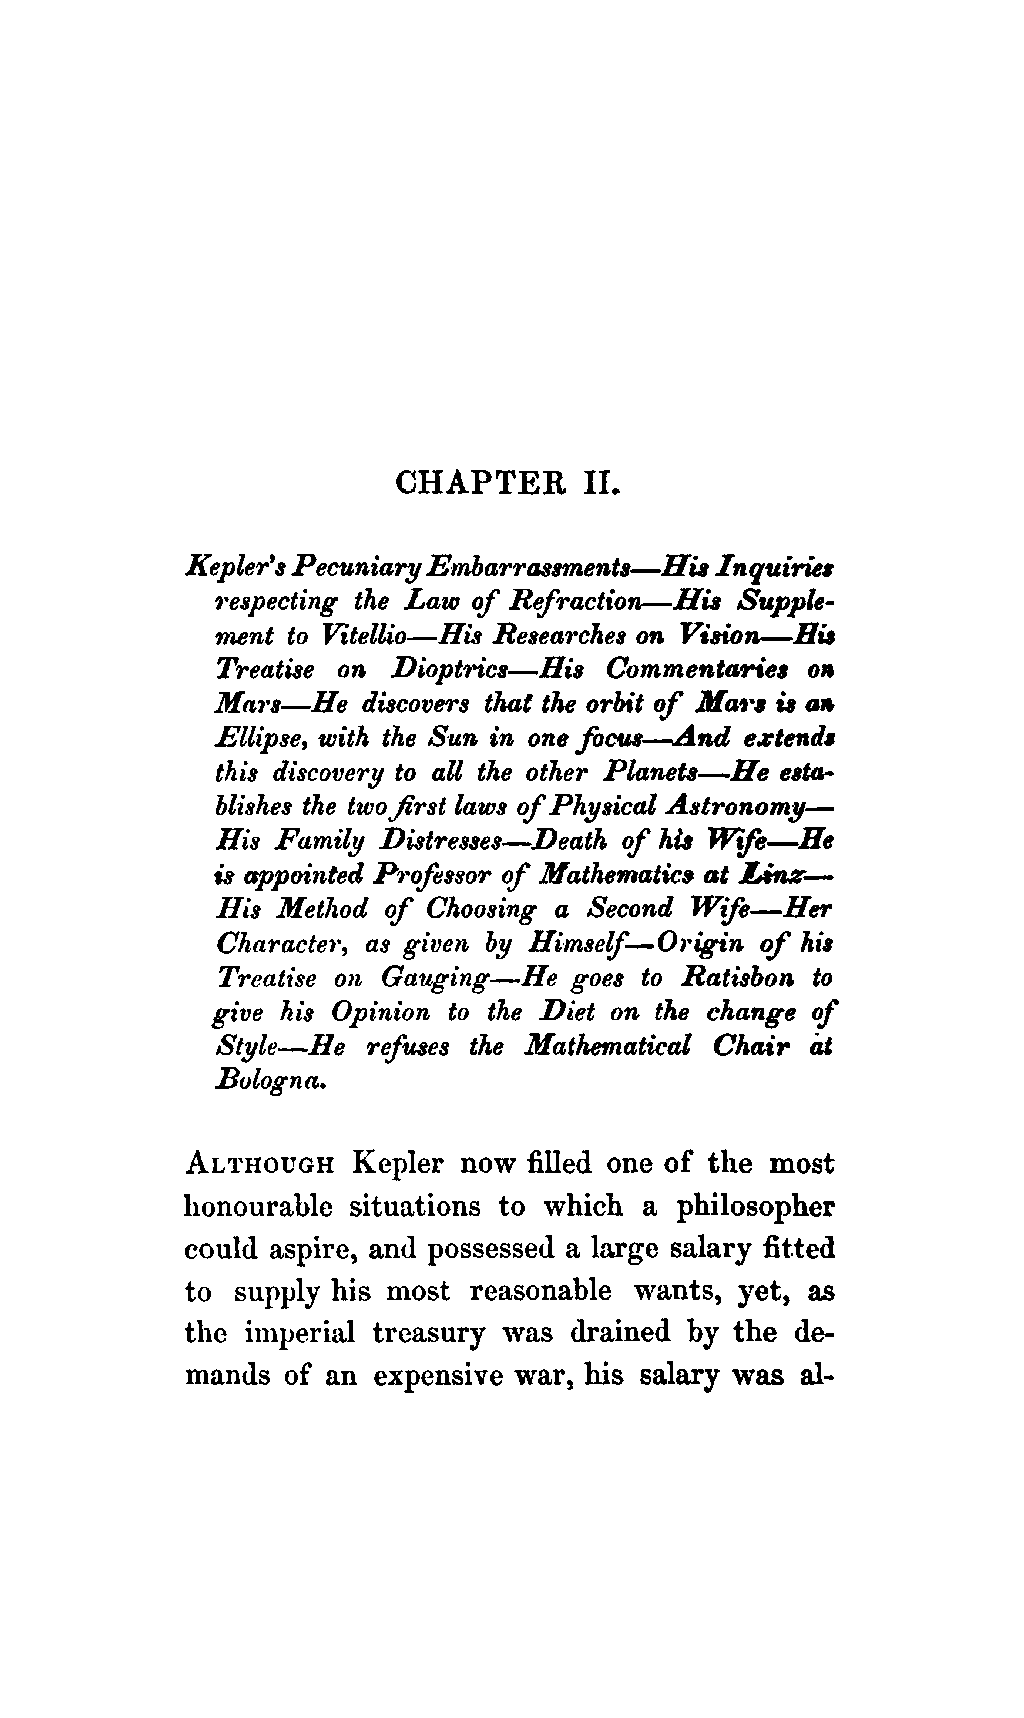 CHAPTER II.
Kepler's Pecuniary Embarrassments—His Inquiries
respecting the Law of Refraction—His Supple-
ment to Vitellio—His Researches on Vision—His
Treatise on Dioptrics—His Commentaries on
Mars—He discovers that the orbit of Mars is an
Ellipse, with the Sun in one focus—And extends
this discovery to all the other Planets—He esta-
blishes the two first laws of Physical Astronomy—
His Family Distresses—Death of his Wife—He
is appointed Professor of Mathematics at Linz—
His Method of Choosing a Second Wife—Her
Character, as given by Himself—Origin of his
Treatise on Gauging—He goes to Ratisbon to
give his Opinion to the Diet on the change of
Style—He refuses the Mathematical Chair at
Bologna.
ALTHOUGH Kepler now filled one of the most
honourable situations to which a philosopher
could aspire, and possessed a large salary fitted
to supply his most reasonable wants, yet, as
the imperial treasury was drained by the de-
mands of an expensive war, his salary was al-